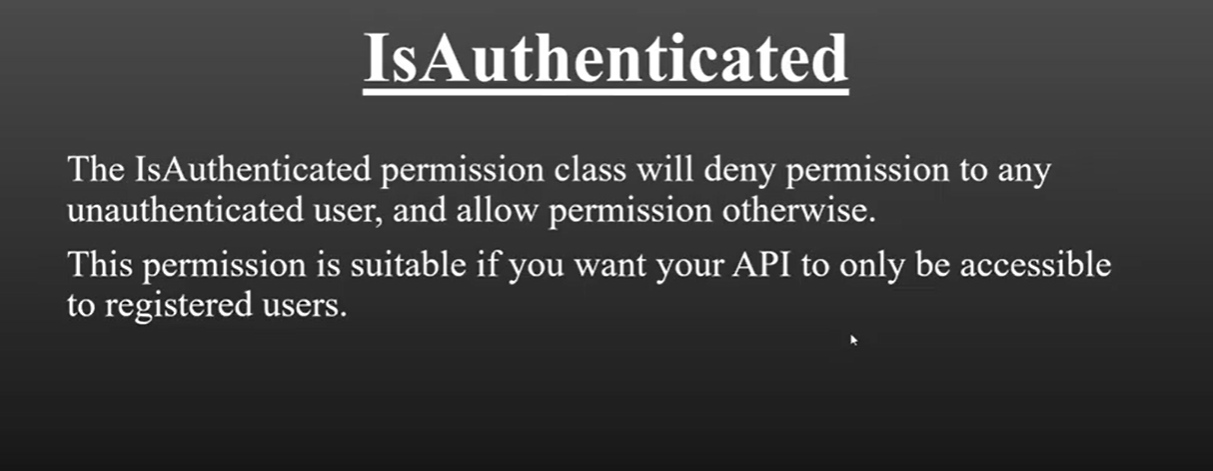 IsAuthenticated
The IsAuthenticated permission class will deny permission to any
unauthenticated user, and allow permission otherwise.
This permission is suitable if you want your API to only be accessible
to registered users.